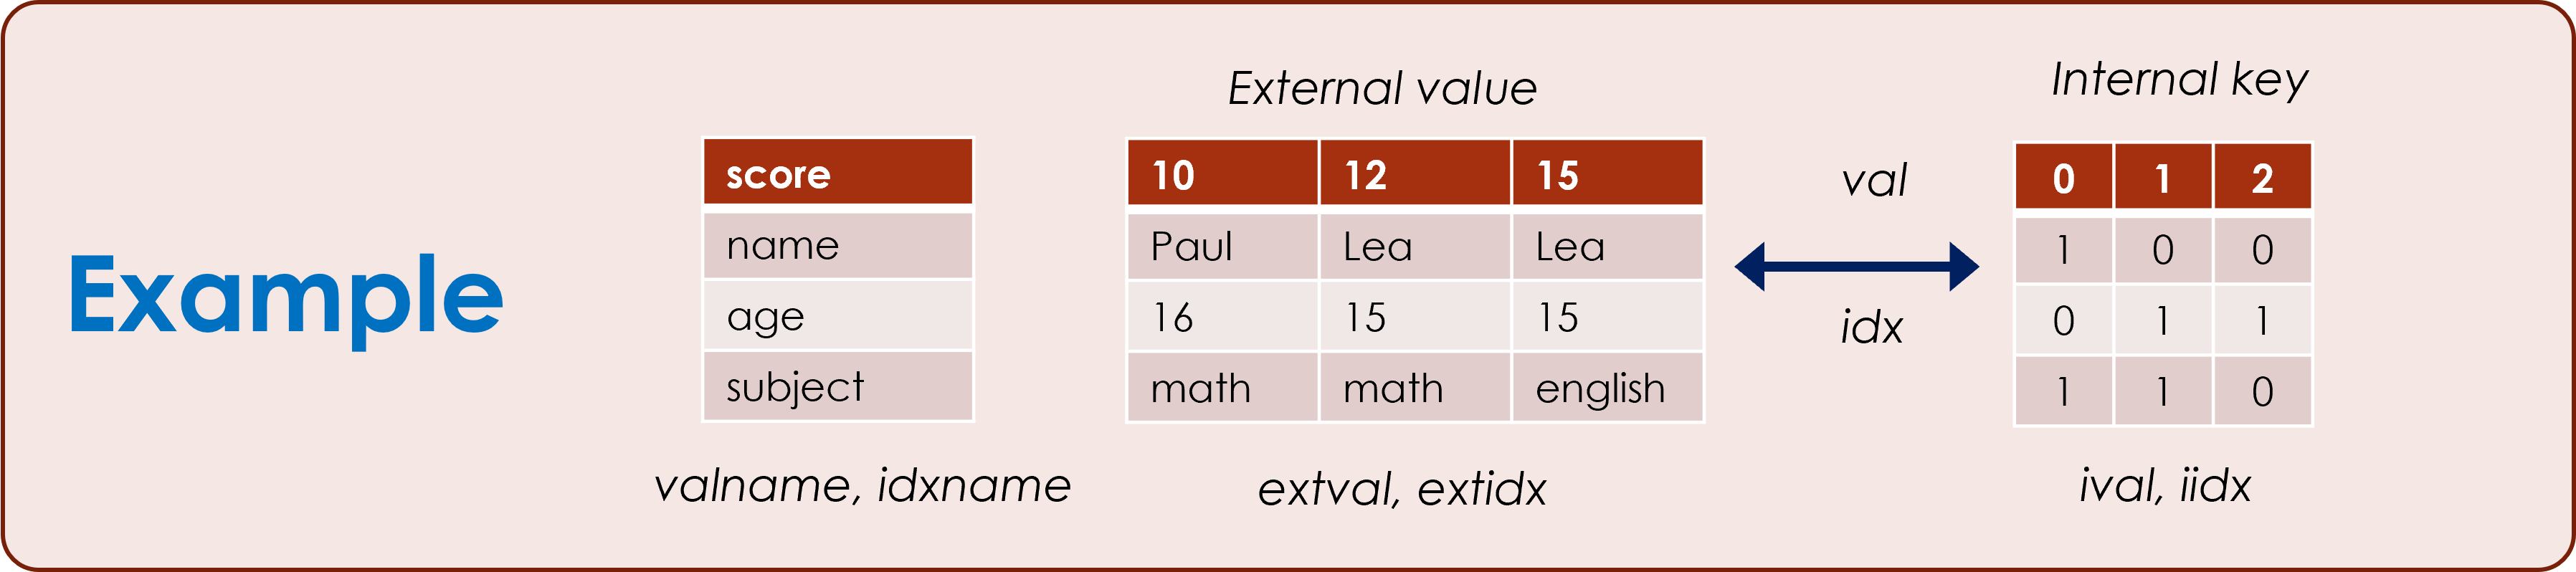 Example
score
name
age
subject
valname, idxname
External value
10 12 15
Paul Lea Lea
16 15 15
math math english
extval, extidx
val
idx
Internal key
0 1 2
1 0 0
0 1 1
1 1 0
ival, iidx